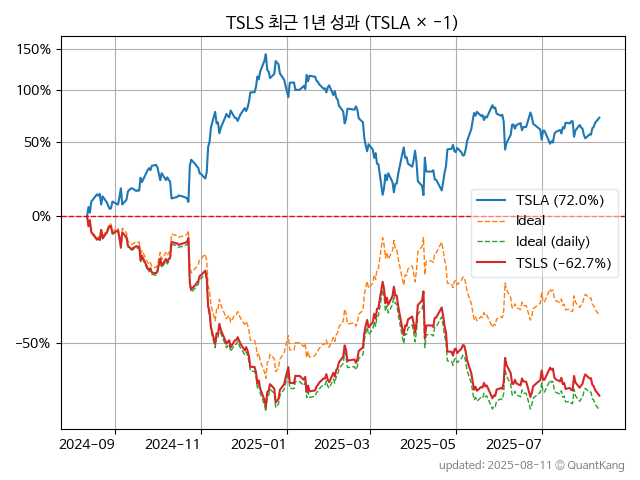 TSLS 최근 1년 성과 (TSLA × −1)
150%
100%
50%
0%
−50%
TSLA (72.0%)
Ideal
Ideal (daily)
TSLS (−62.7%)
2024−09
2024−11
2025−01
2025−03
2025−05
2025−07
updated: 2025−08−11 © QuantKang